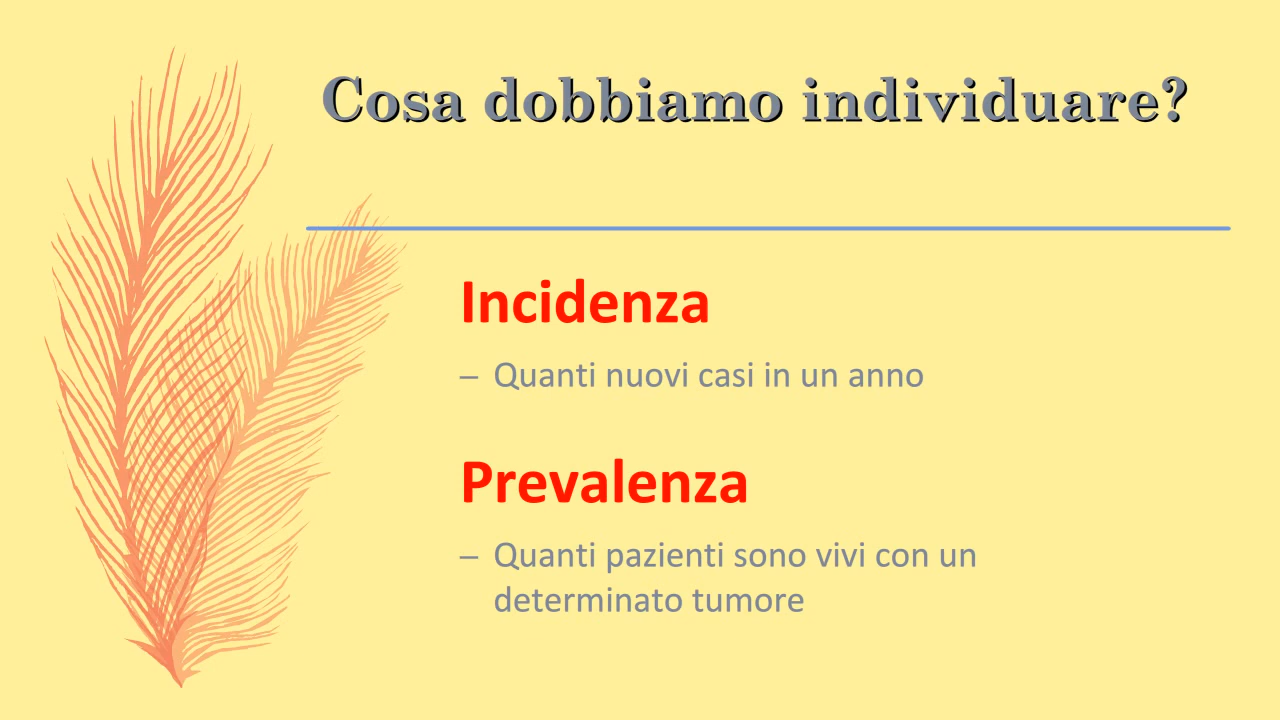 Cosa dobbiamo individuare?
Incidenza
– Quanti nuovi casi in un anno
Prevalenza
– Quanti pazienti sono vivi con un
determinato tumore